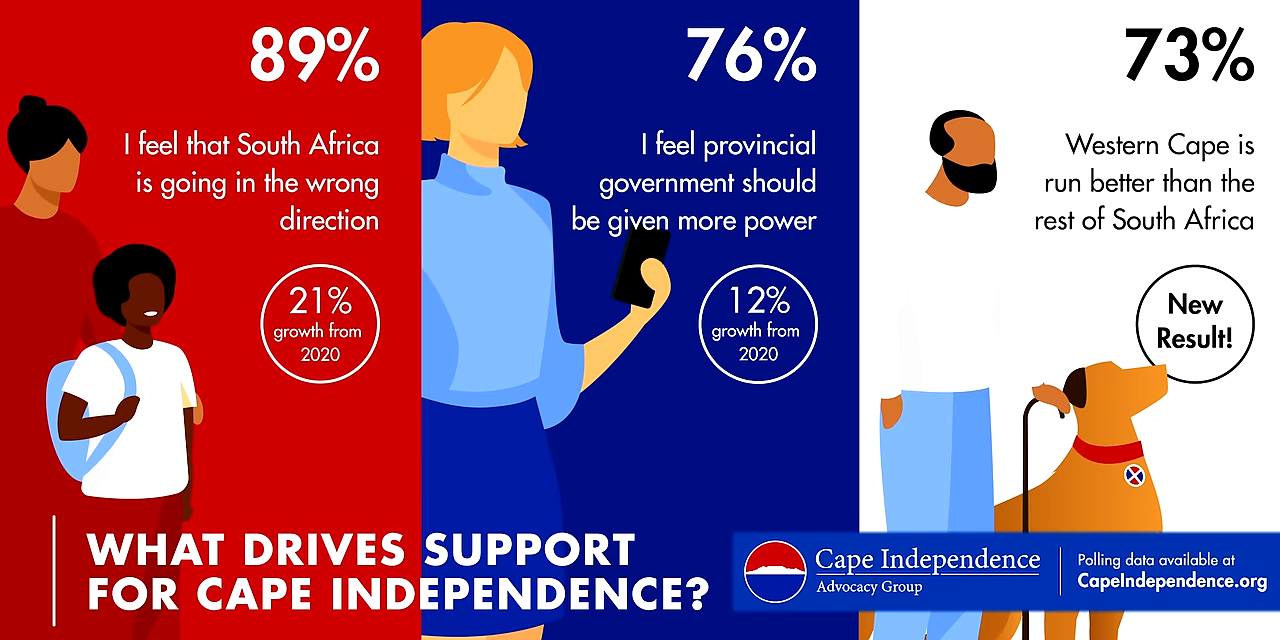 89%
I feel that South Africa
is going in the wrong
direction
21%
growth from
2020
76%
I feel provincial
government should
be given more power
12%
growth from
2020
73%
Western Cape is
run better than the
rest of South Africa
New
Result!
WHAT DRIVES SUPPORT
FOR CAPE INDEPENDENCE?
Cape Independence
Advocacy Group
Polling data available at
CapeIndependence.org